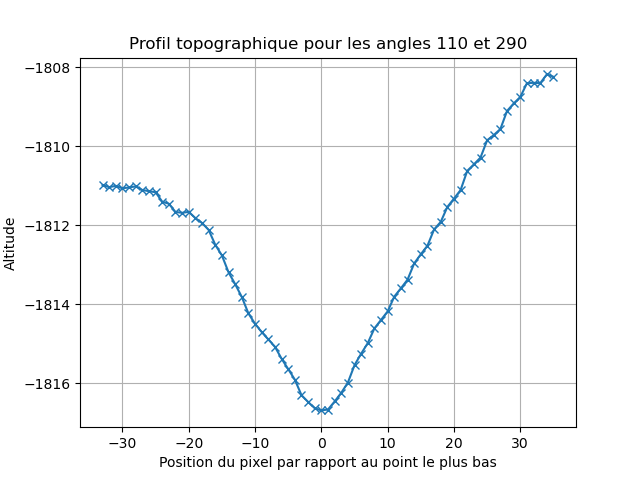 Profil topographique pour les angles 110 et 290
Altitude
−1808
−1810
−1812
−1814
−1816
−30 −20 −10 0 10 20 30
Position du pixel par rapport au point le plus bas